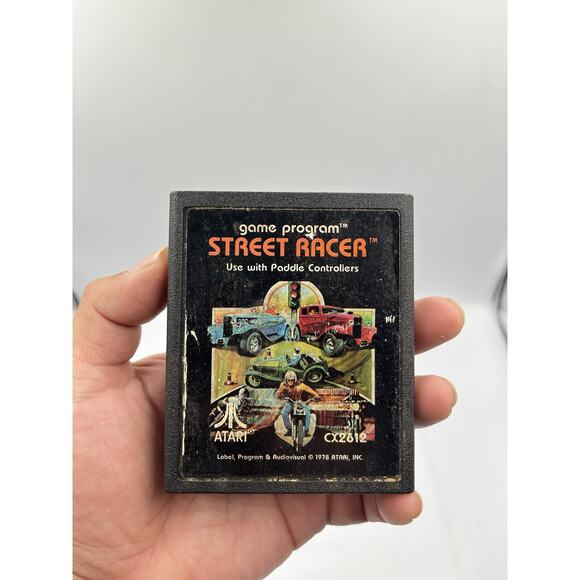 game program™
STREET RACER™
Use with Paddle Controllers
ATARI®
CX2612
Label, Program & Audiovisual © 1978 ATARI, INC.